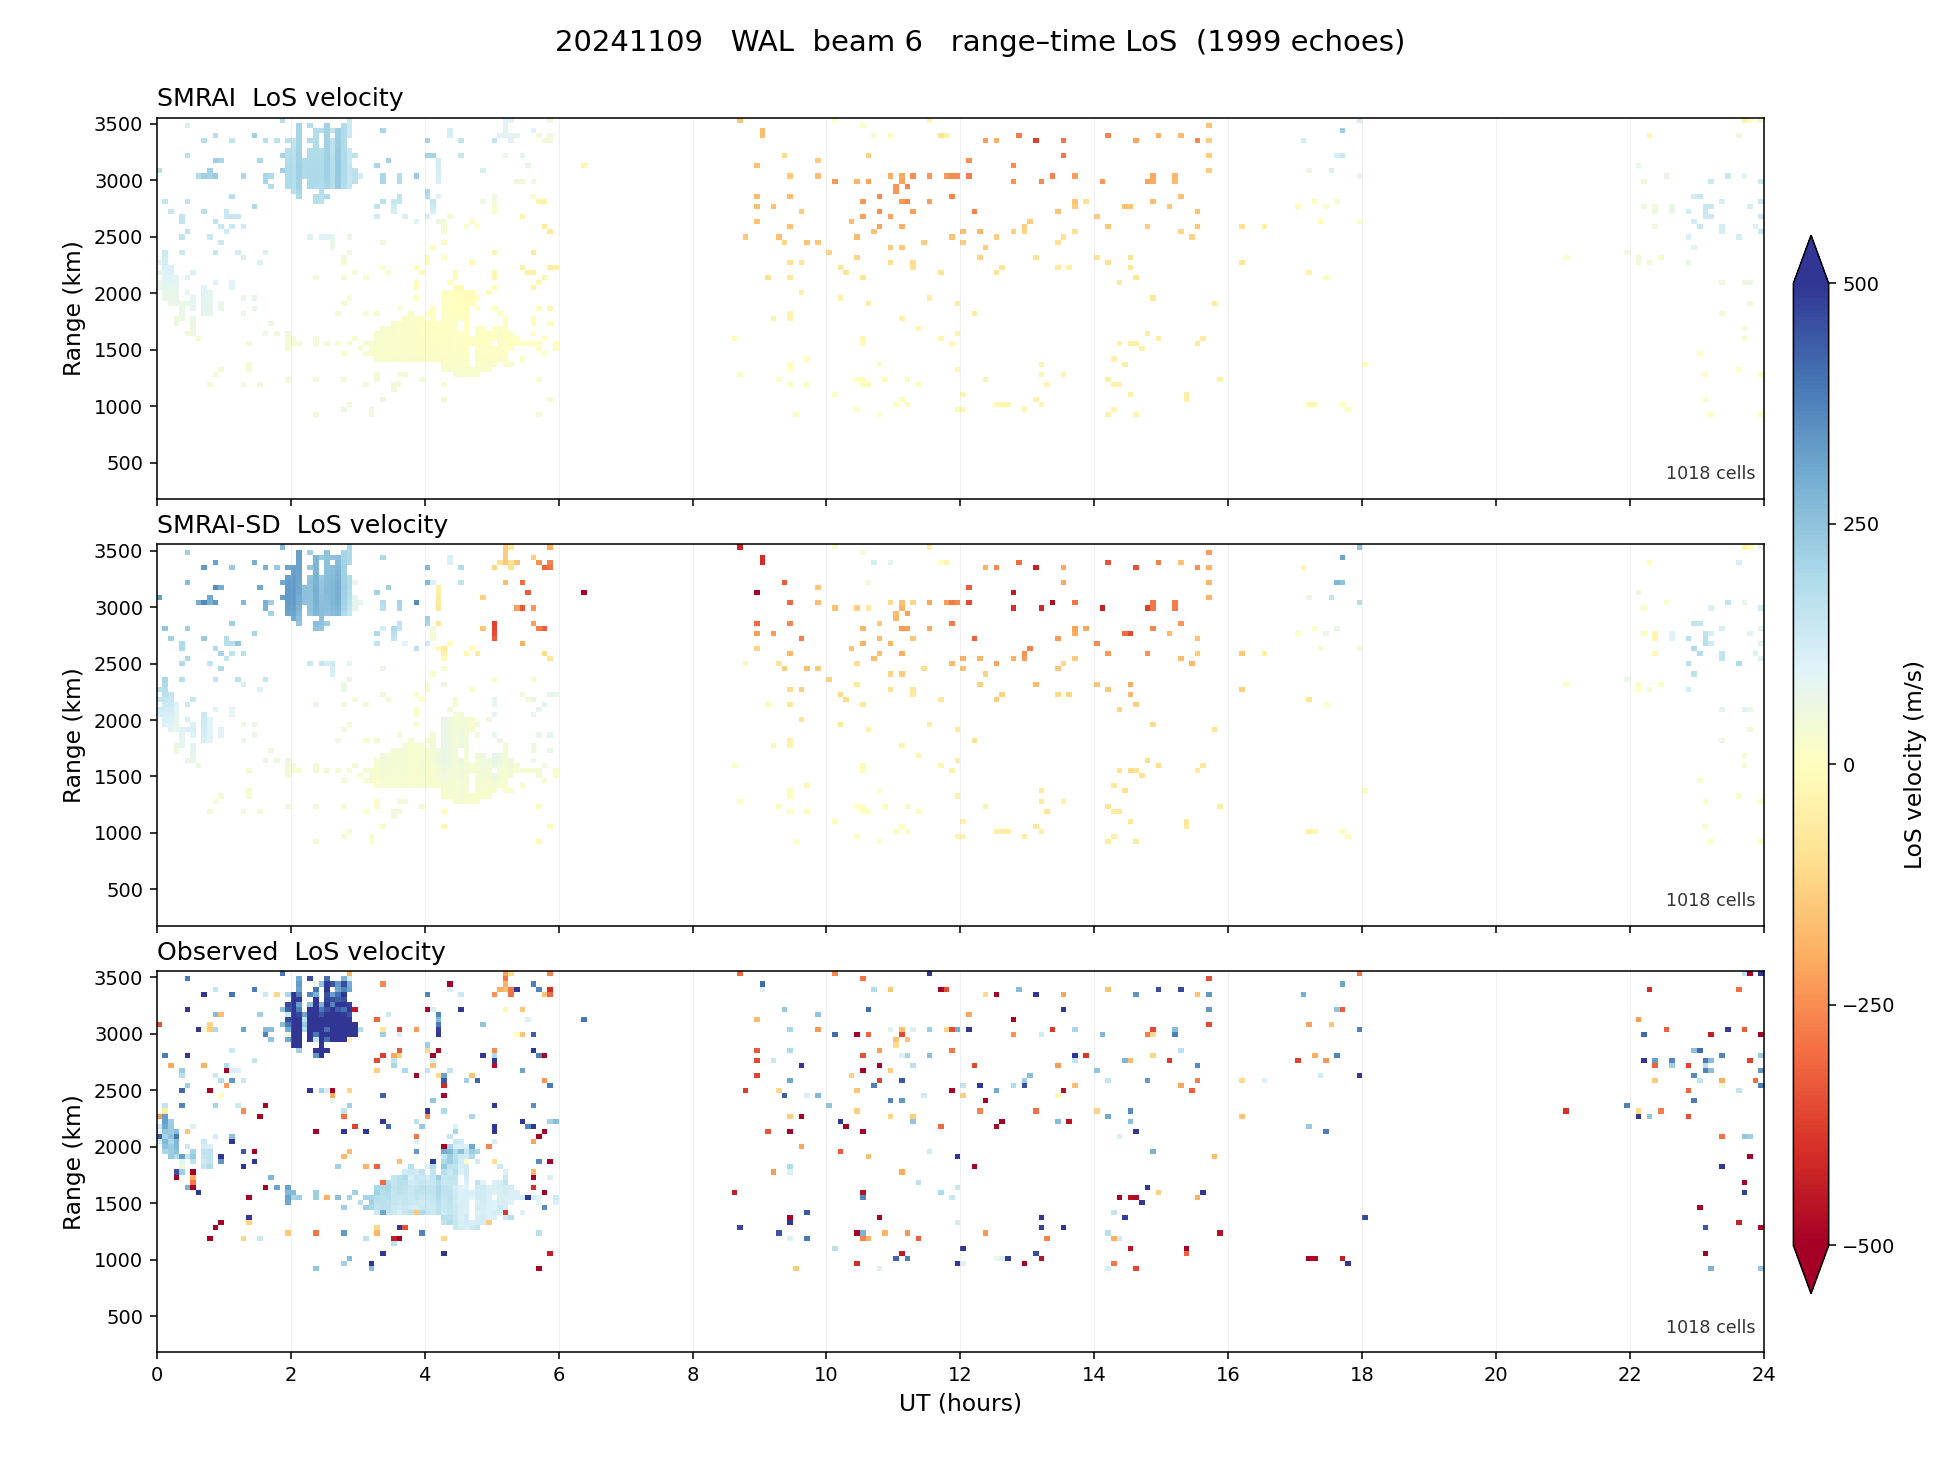 20241109   WAL  beam 6   range–time LoS  (1999 echoes)
SMRAI  LoS velocity
3500
3000
2500
2000
1500
1000
500
Range (km)
1018 cells
SMRAI-SD  LoS velocity
3500
3000
2500
2000
1500
1000
500
Range (km)
1018 cells
Observed  LoS velocity
3500
3000
2500
2000
1500
1000
500
Range (km)
1018 cells
0 2 4 6 8 10 12 14 16 18 20 22 24
UT (hours)
500
250
0
−250
−500
LoS velocity (m/s)